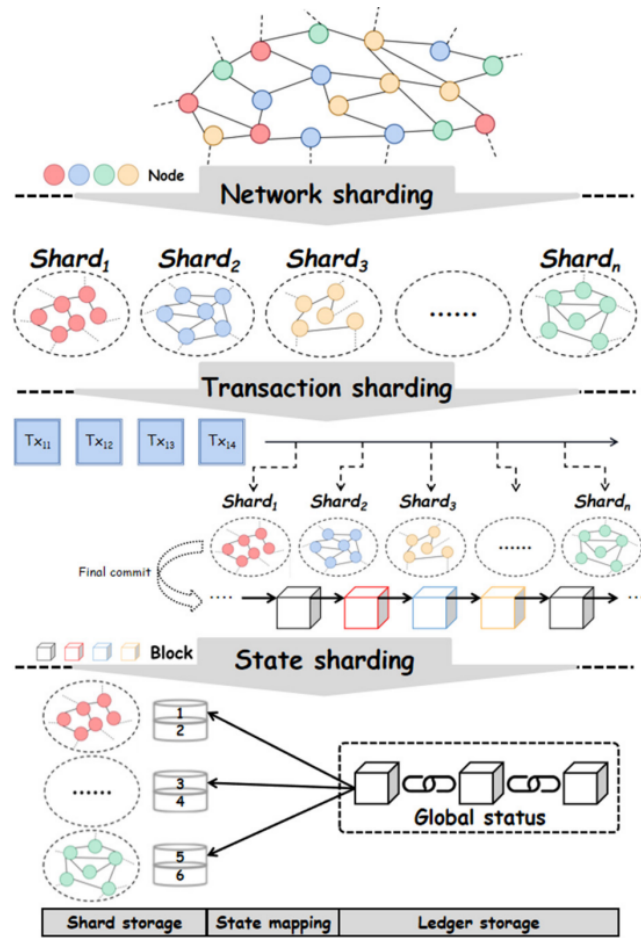 Node
Network sharding
Shard₁ Shard₂ Shard₃ Shardₙ
......
Transaction sharding
Tx₁₁ Tx₁₂ Tx₁₃ Tx₁₄
Shard₁ Shard₂ Shard₃ Shardₙ
......
Final commit
.... ...
Block
State sharding
1
2
......
3
4
Global status
5
6
Shard storage State mapping Ledger storage